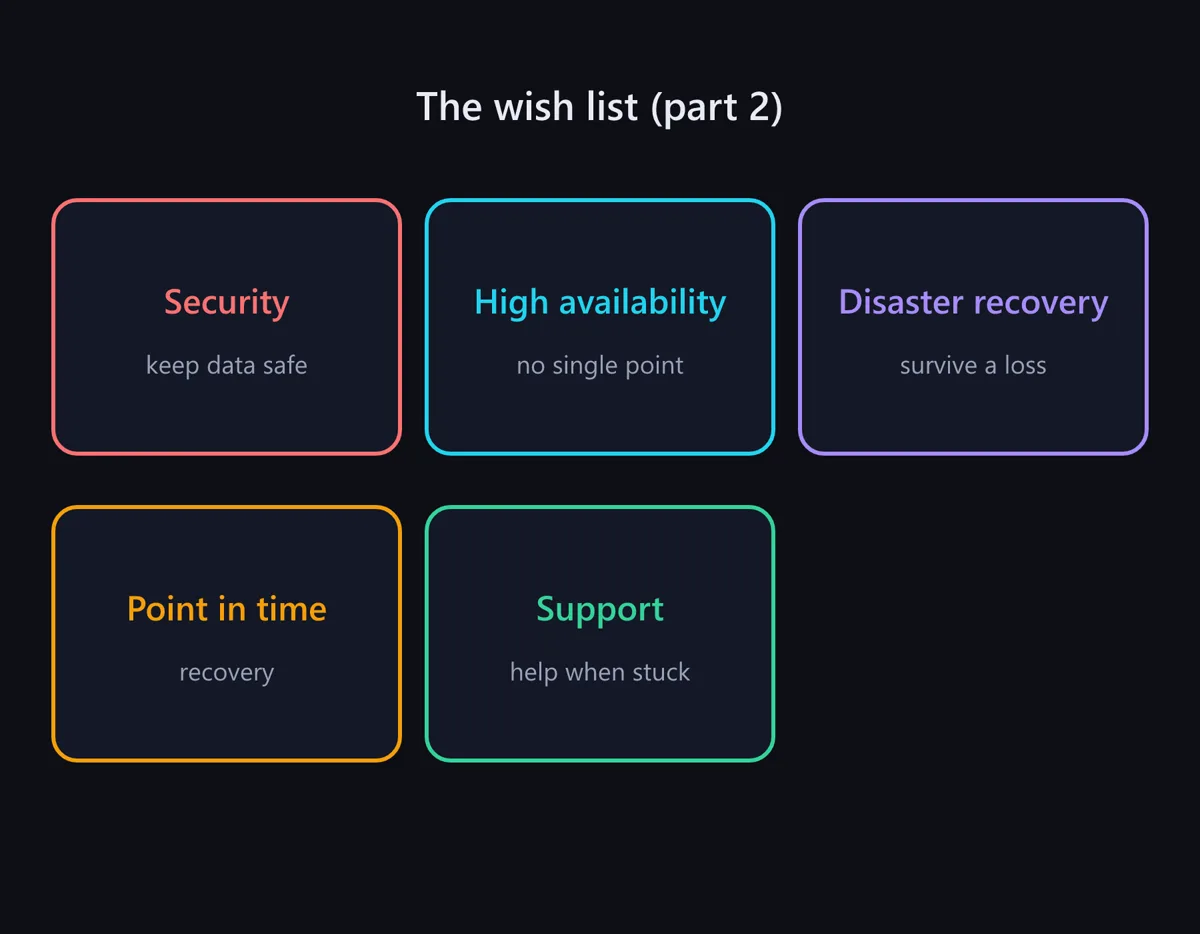 The wish list (part 2)
Security
keep data safe
High availability
no single point
Disaster recovery
survive a loss
Point in time
recovery
Support
help when stuck